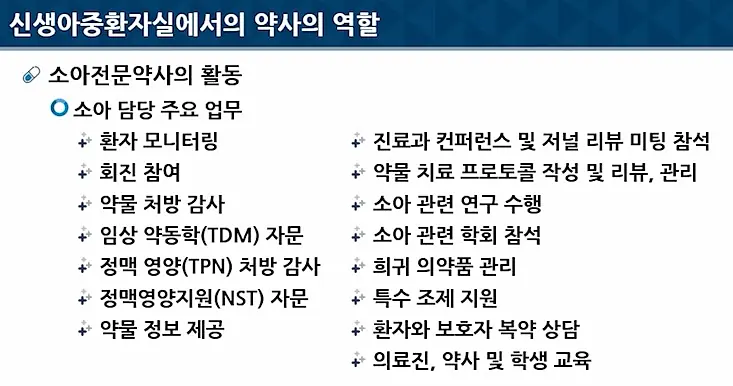 신생아중환자실에서의 약사의 역할
소아전문약사의 활동
소아 담당 주요 업무
환자 모니터링
회진 참여
약물 처방 감사
임상 약동학(TDM) 자문
정맥 영양(TPN) 처방 감사
정맥영양지원(NST) 자문
약물 정보 제공
진료과 컨퍼런스 및 저널 리뷰 미팅 참석
약물 치료 프로토콜 작성 및 리뷰, 관리
소아 관련 연구 수행
소아 관련 학회 참석
희귀 의약품 관리
특수 조제 지원
환자와 보호자 복약 상담
의료진, 약사 및 학생 교육